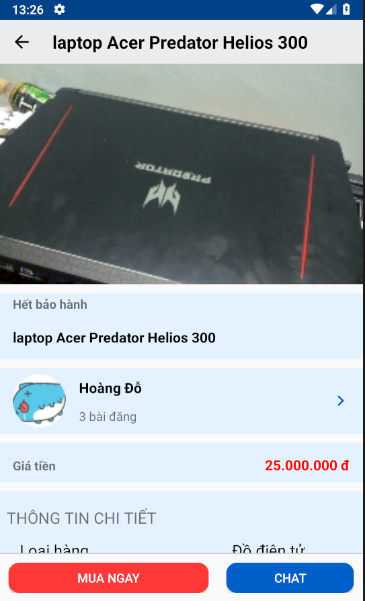 13:26
laptop Acer Predator Helios 300
PREDATOR
Hết bảo hành
laptop Acer Predator Helios 300
Hoàng Đỗ
3 bài đăng
Giá tiền
25.000.000 đ
THÔNG TIN CHI TIẾT
Loại hàng
Đồ điện tử
MUA NGAY
CHAT